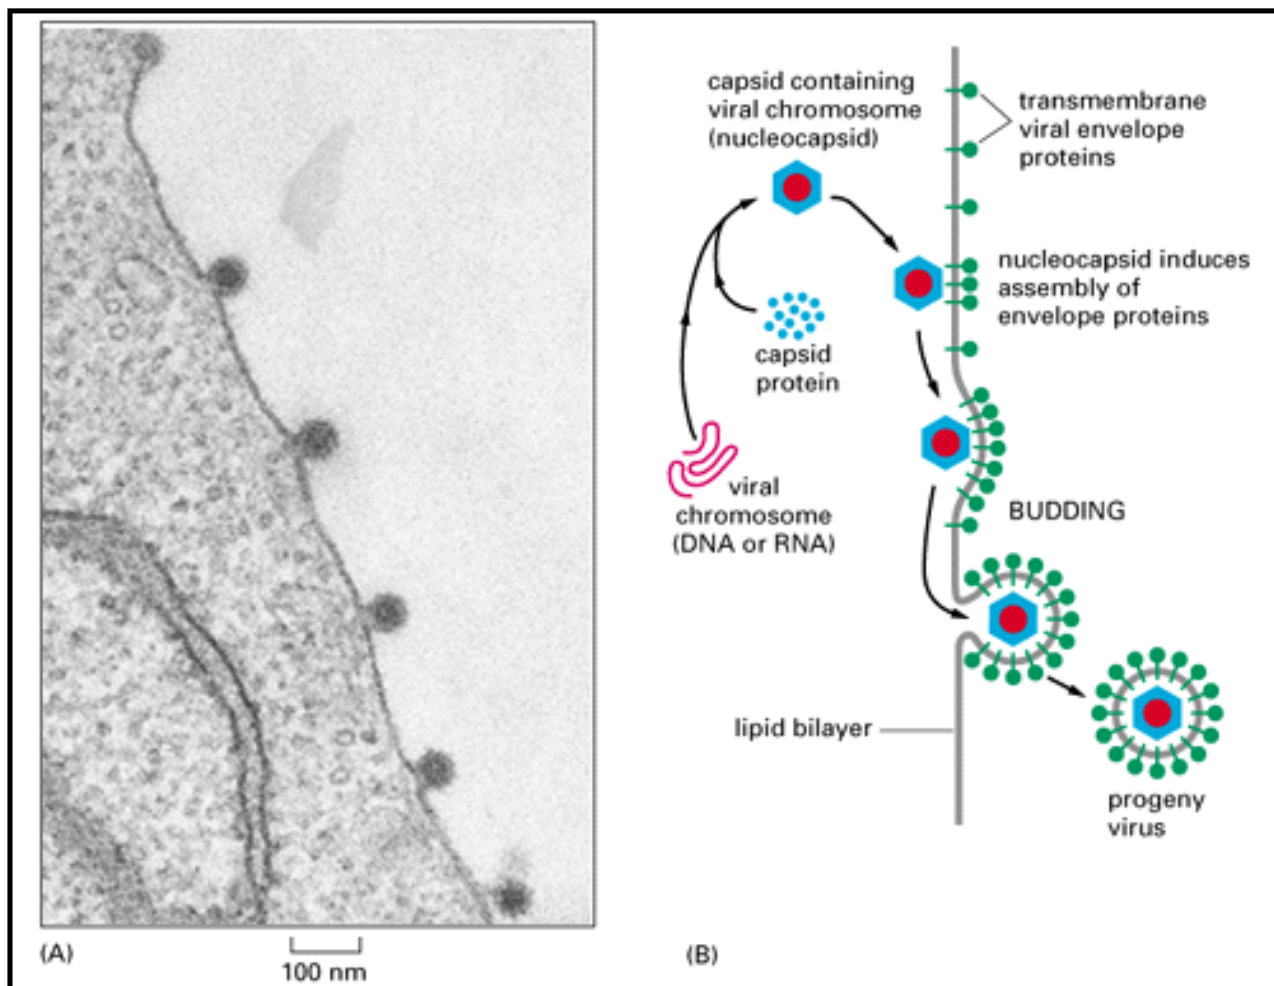 capsid containing
viral chromosome
(nucleocapsid)
transmembrane
viral envelope
proteins
nucleocapsid induces
assembly of
envelope proteins
capsid
protein
viral
chromosome
(DNA or RNA)
BUDDING
lipid bilayer
progeny
virus
(A)
100 nm
(B)